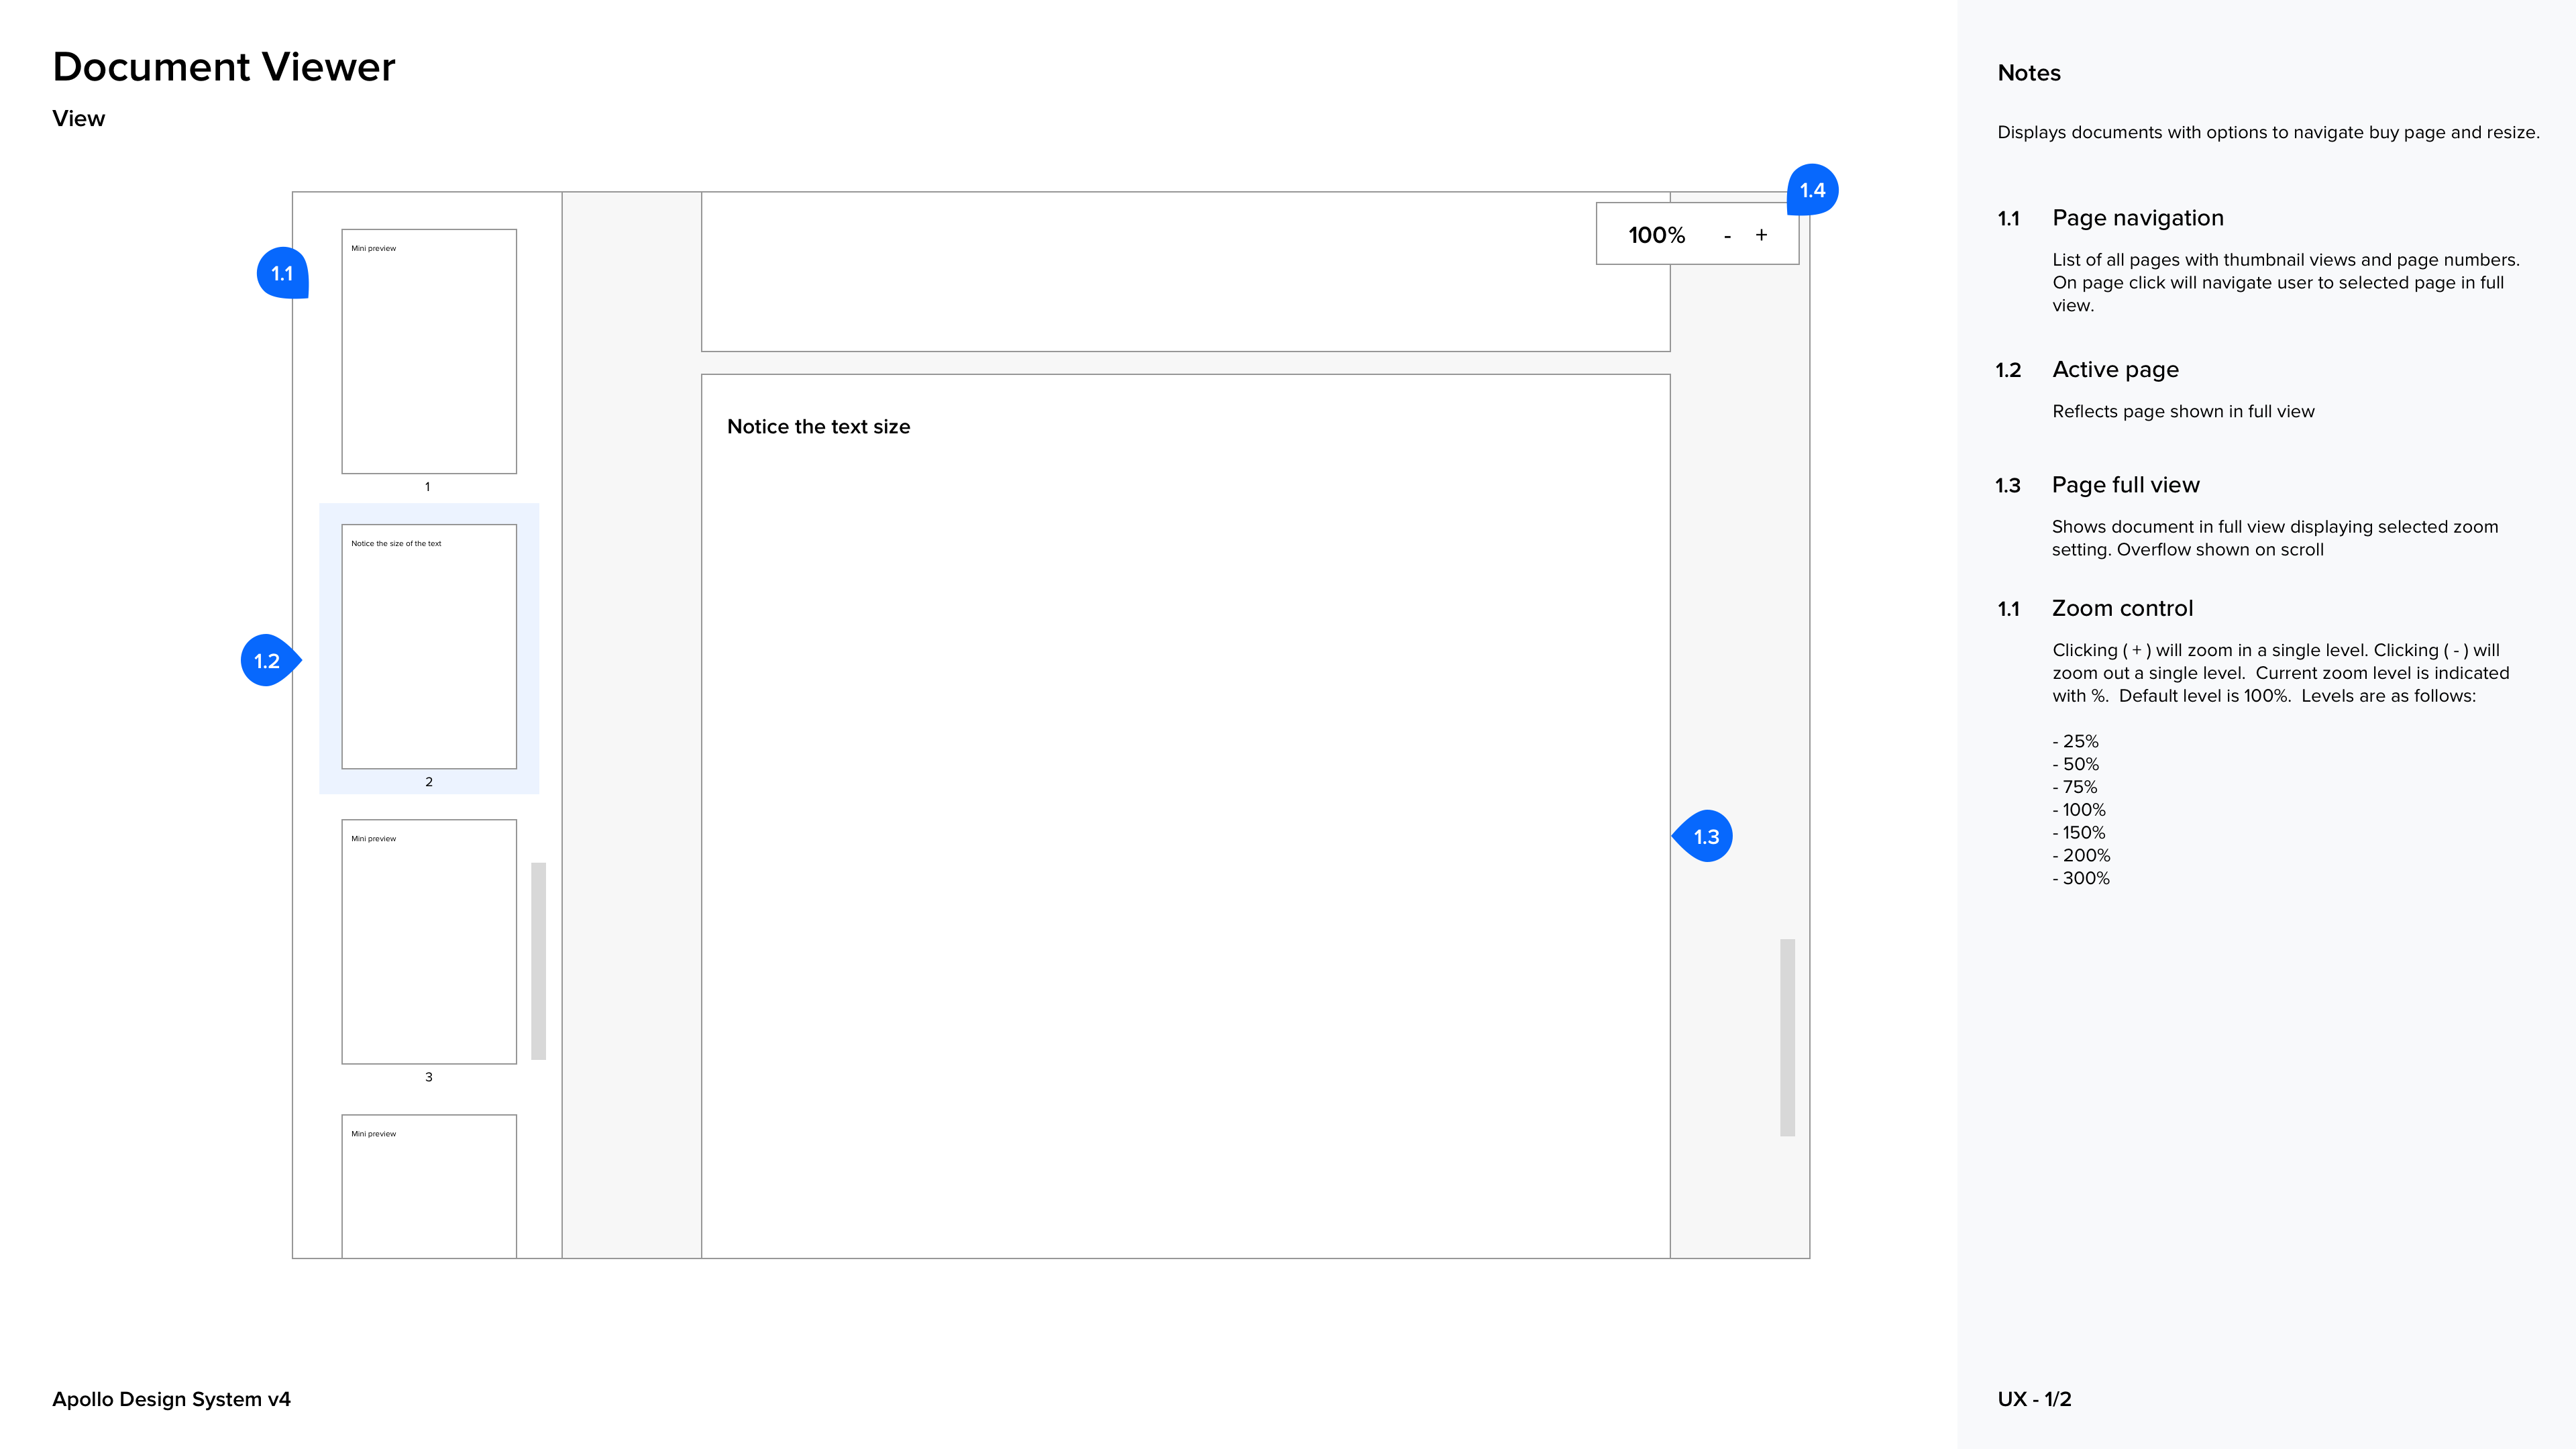 Document Viewer
View
1.4
100% - +
Mini preview
1.1
1
Notice the text size
Notice the size of the text
1.2
2
Mini preview
1.3
3
Mini preview
Apollo Design System v4
Notes
Displays documents with options to navigate buy page and resize.
1.1 Page navigation
List of all pages with thumbnail views and page numbers.
On page click will navigate user to selected page in full
view.
1.2 Active page
Reflects page shown in full view
1.3 Page full view
Shows document in full view displaying selected zoom
setting. Overflow shown on scroll
1.1 Zoom control
Clicking ( + ) will zoom in a single level. Clicking ( - ) will
zoom out a single level.  Current zoom level is indicated
with %.  Default level is 100%.  Levels are as follows:
- 25%
- 50%
- 75%
- 100%
- 150%
- 200%
- 300%
UX - 1/2